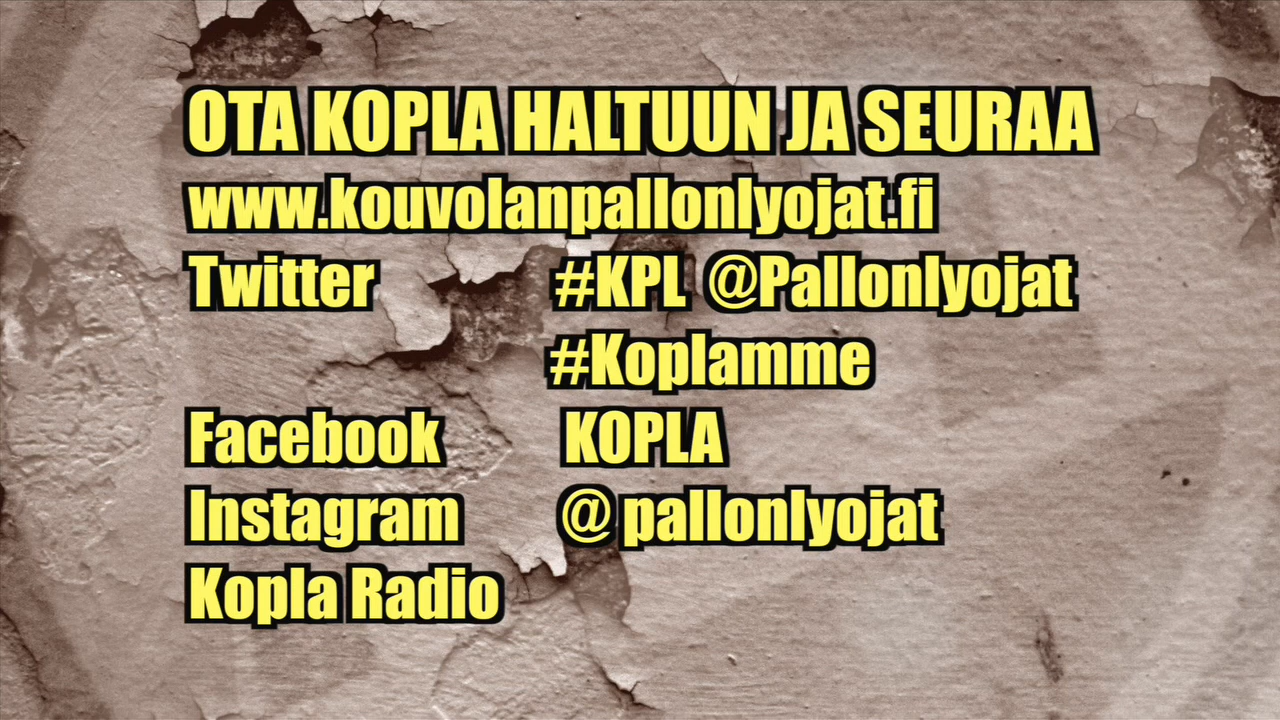 OTA KOPLA HALTUUN JA SEURAA
www.kouvolanpallonlyojat.fi
Twitter #KPL @Pallonlyojat
#Koplamme
Facebook KOPLA
Instagram @ pallonlyojat
Kopla Radio